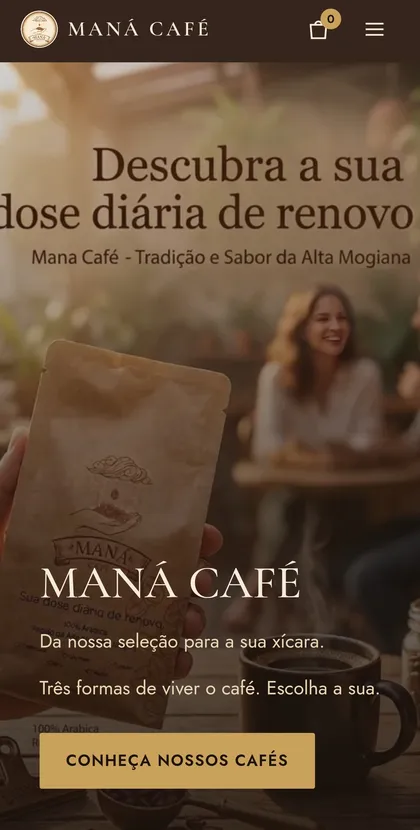 MANÁ CAFÉ
0
Descubra a sua
dose diária de renovo
Mana Café - Tradição e Sabor da Alta Mogiana
MANÁ
MANÁ CAFÉ
Sua dose diária de renovo
100% Arábica
Da nossa seleção para a sua xícara.
Três formas de viver o café. Escolha a sua.
100% Arabica
CONHEÇA NOSSOS CAFÉS